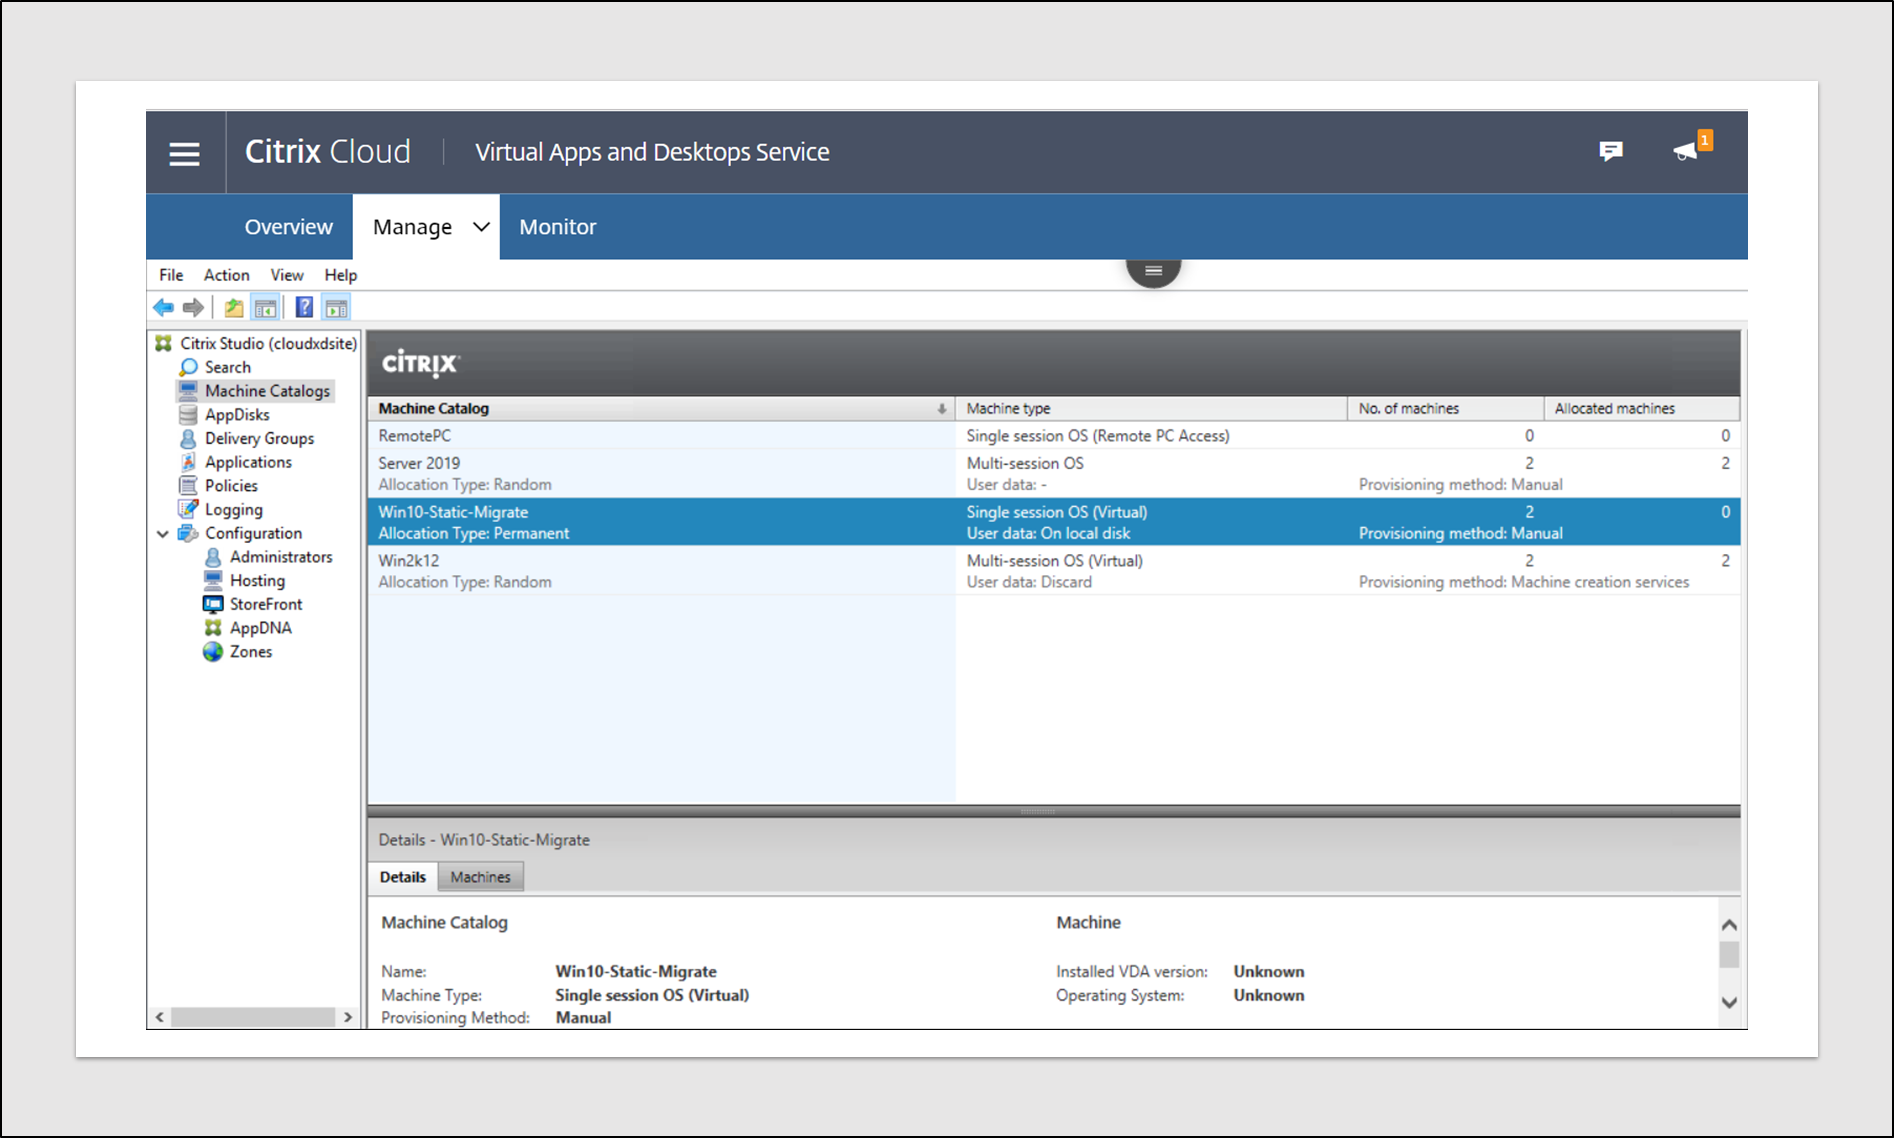 Citrix Cloud Virtual Apps and Desktops Service 1
Overview Manage Monitor
File Action View Help
?
Citrix Studio (cloudxdsite)
Search
Machine Catalogs
AppDisks
Delivery Groups
Applications
Policies
Logging
Configuration
Administrators
Hosting
StoreFront
AppDNA
Zones
CITRIX
Machine Catalog Machine type No. of machines Allocated machines
RemotePC Single session OS (Remote PC Access) 0 0
Server 2019 Multi-session OS 2 2
Allocation Type: Random User data: - Provisioning method: Manual
Win10-Static-Migrate Single session OS (Virtual) 2 0
Allocation Type: Permanent User data: On local disk Provisioning method: Manual
Win2k12 Multi-session OS (Virtual) 2 2
Allocation Type: Random User data: Discard Provisioning method: Machine creation services
Details - Win10-Static-Migrate
Details Machines
Machine Catalog Machine
Name: Win10-Static-Migrate Installed VDA version: Unknown
Machine Type: Single session OS (Virtual) Operating System: Unknown
Provisioning Method: Manual